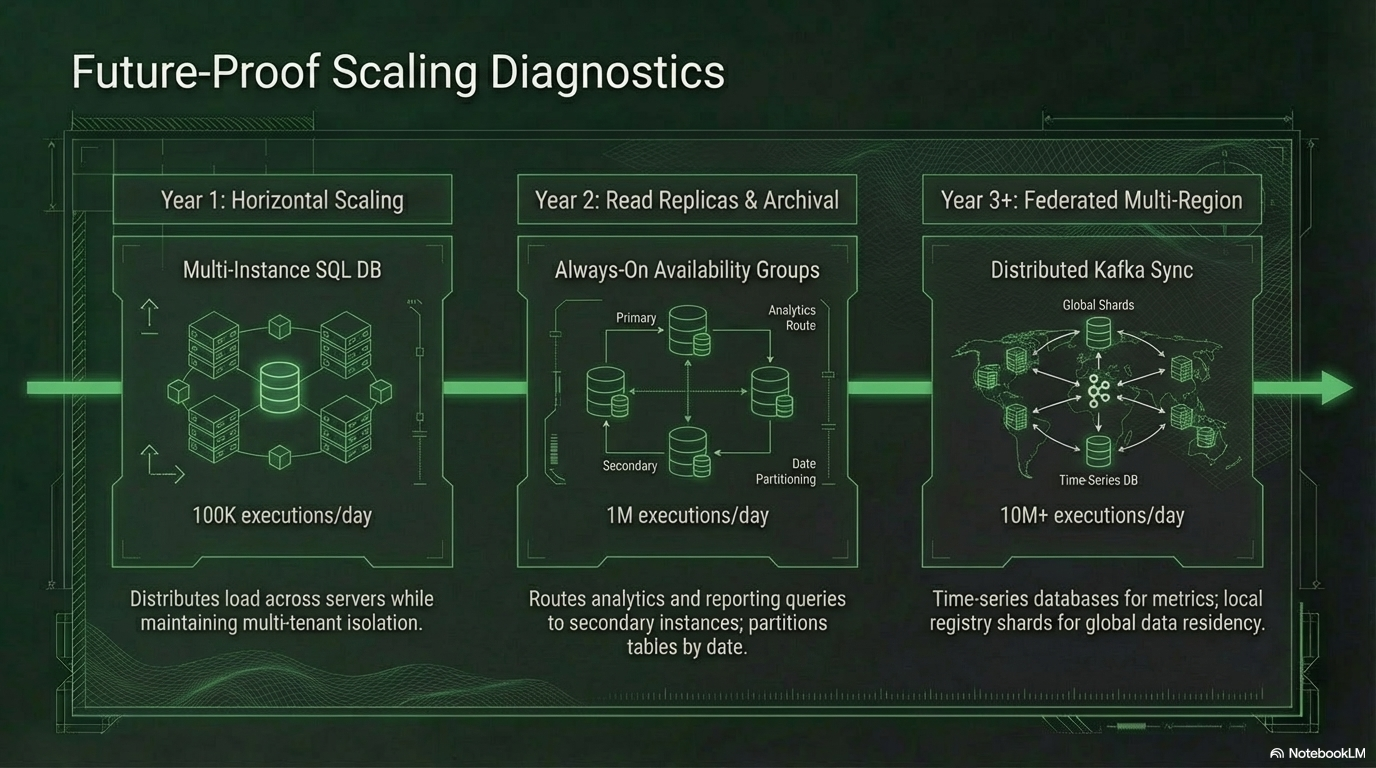 Future-Proof Scaling Diagnostics
Year 1: Horizontal Scaling
Multi-Instance SQL DB
100K executions/day
Distributes load across servers while
maintaining multi-tenant isolation.
Year 2: Read Replicas & Archival
Always-On Availability Groups
Primary
Analytics
Route
Secondary
Date
Partitioning
1M executions/day
Routes analytics and reporting queries
to secondary instances; partitions
tables by date.
Year 3+: Federated Multi-Region
Distributed Kafka Sync
Global Shards
Time-Series DB
10M+ executions/day
Time-series databases for metrics; local
registry shards for global data residency.
NotebookLM